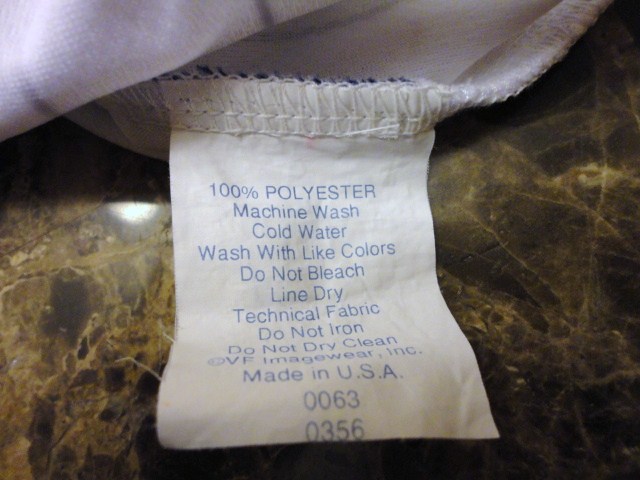 100% POLYESTER
Machine Wash
Cold Water
Wash With Like Colors
Do Not Bleach
Line Dry
Technical Fabric
Do Not Iron
Do Not Dry Clean
©VF Imagewear, Inc.
Made in U.S.A.
0063
0356